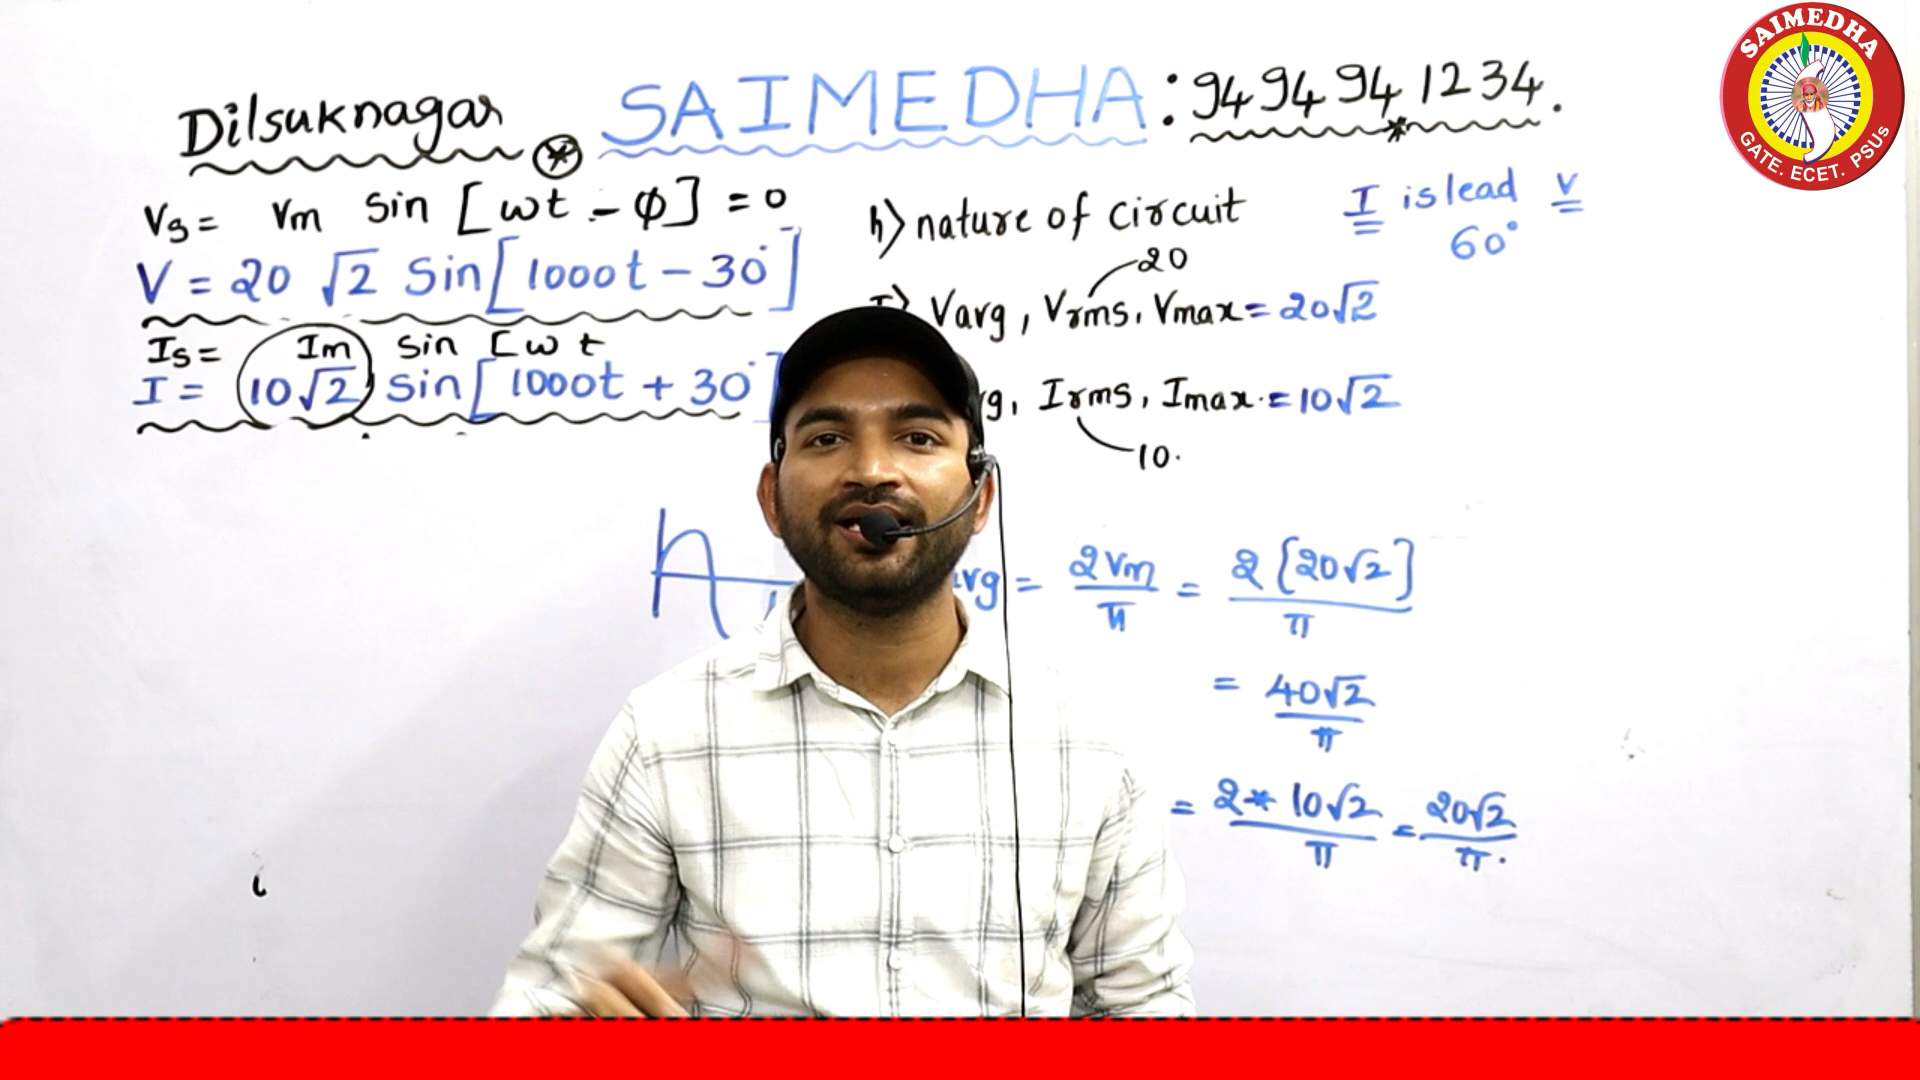 Dilsuknagar * SAIMEDHA : 9494941234.
SAIMEDHA
GATE. ECET. PSUs
Vs = Vm Sin [ωt - φ] = 0
V = 20 √2 Sin[1000t - 30°]
Is = Im sin [ωt
I = 10√2 sin[1000t + 30°
h) nature of circuit
I is lead V
60°
20
Varg, Vrms, Vmax = 20√2
rg, Irms, Imax. = 10√2
10.
vrg = 2Vm/π = 2[20√2]/π
= 40√2/π
= 2*10√2/π = 20√2/π.